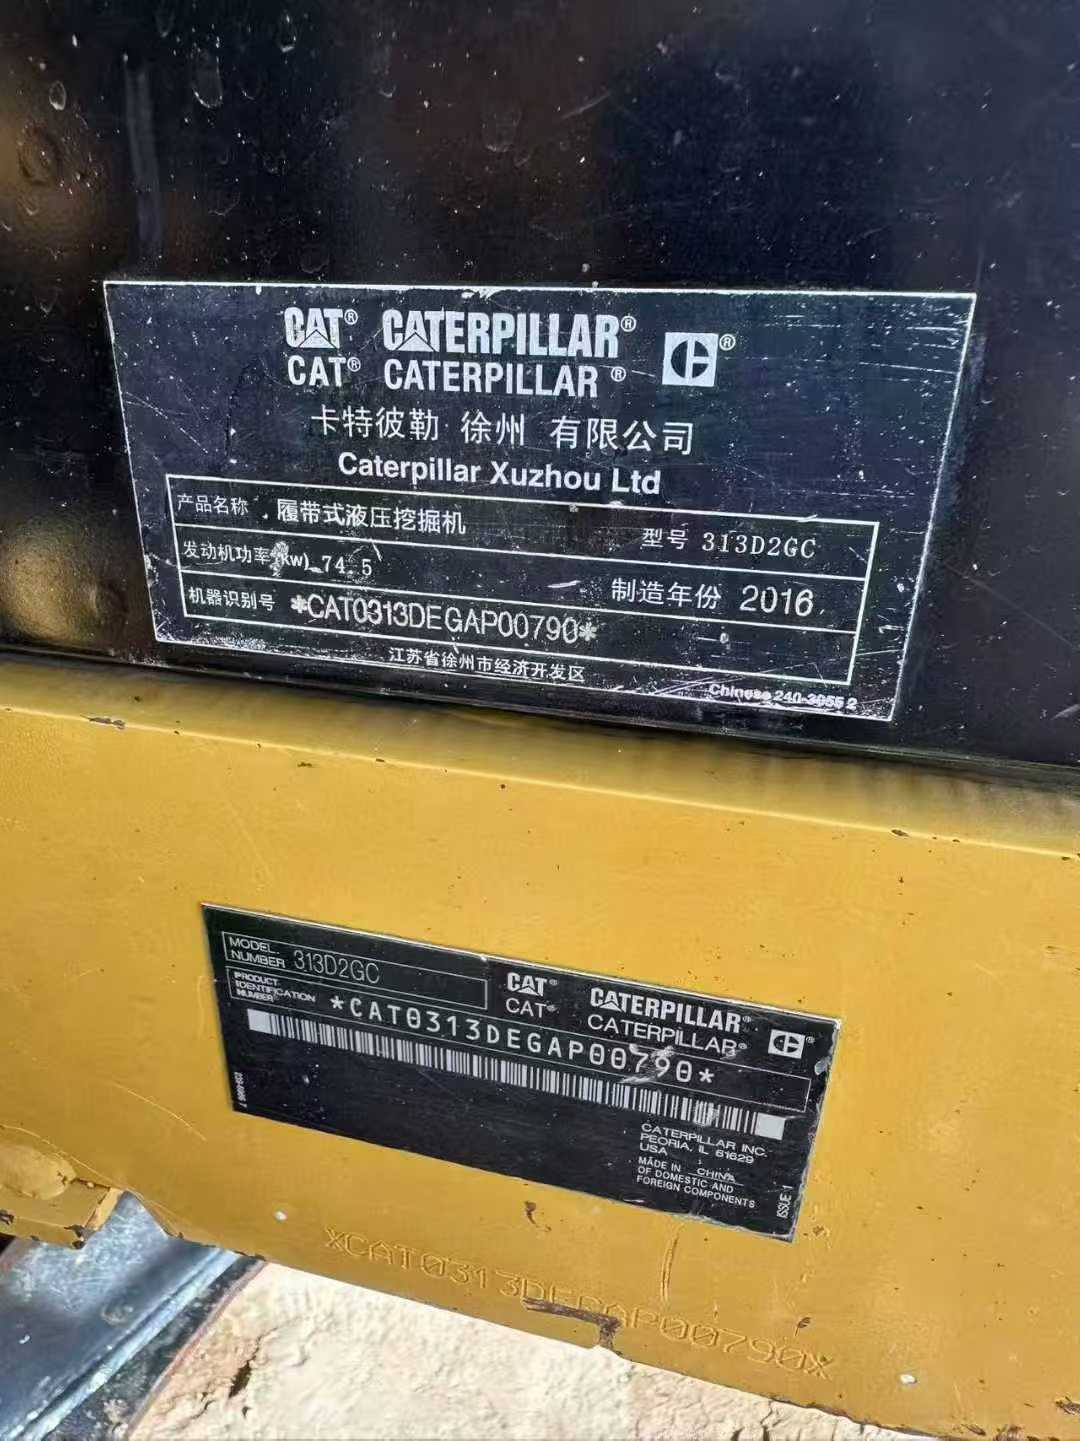 CAT® CATERPILLAR®
CAT® CATERPILLAR®
卡特彼勒 徐州 有限公司
Caterpillar Xuzhou Ltd
产品名称 履带式液压挖掘机 型号 313D2GC
发动机功率(kw) 74.5 制造年份 2016
机器识别号 *CAT0313DEGAP00790*
江苏省徐州市经济开发区
Chinese 240-3055 2
MODEL NUMBER 313D2GC
CAT® CATERPILLAR®
CAT® CATERPILLAR®
PRODUCT IDENTIFICATION NUMBER *CAT0313DEGAP00790*
CATERPILLAR INC.
PEORIA, IL 61629
USA
MADE IN CHINA
OF DOMESTIC AND
FOREIGN COMPONENTS
ISSUE 1
XCAT0313DEGAP00790X